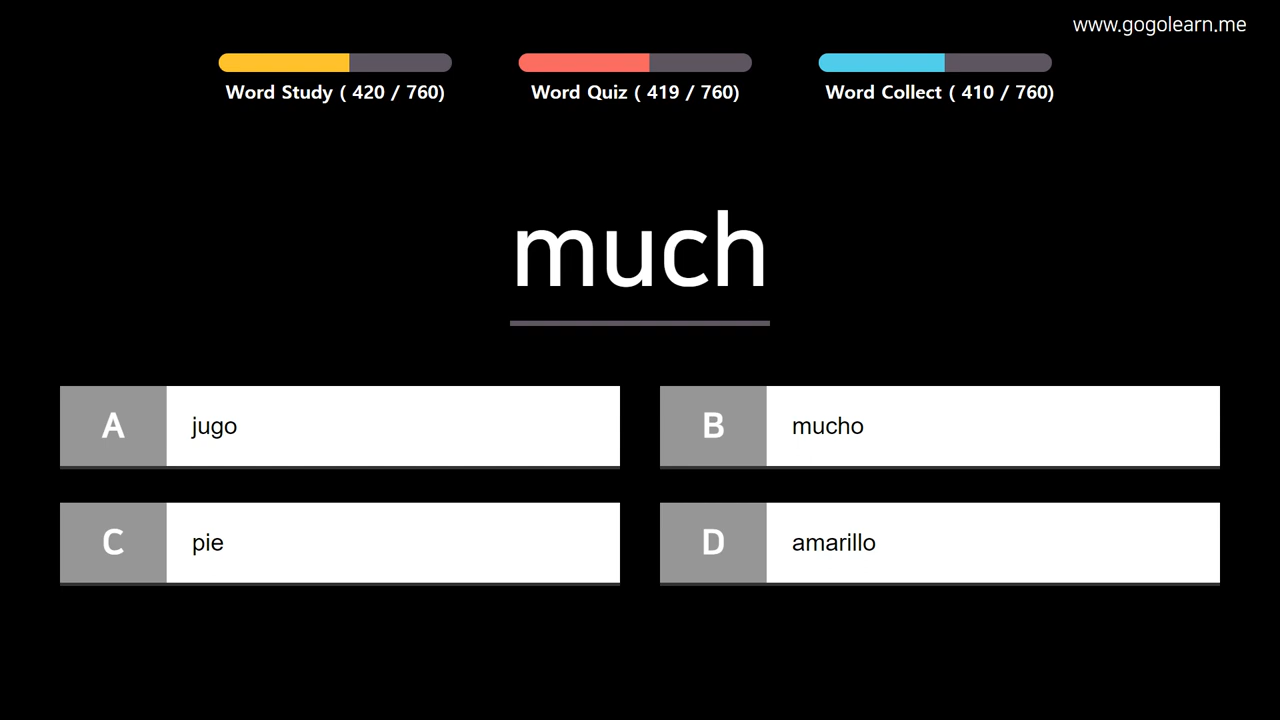 www.gogolearn.me
Word Study ( 420 / 760)
Word Quiz ( 419 / 760)
Word Collect ( 410 / 760)
much
A
jugo
B
mucho
C
pie
D
amarillo